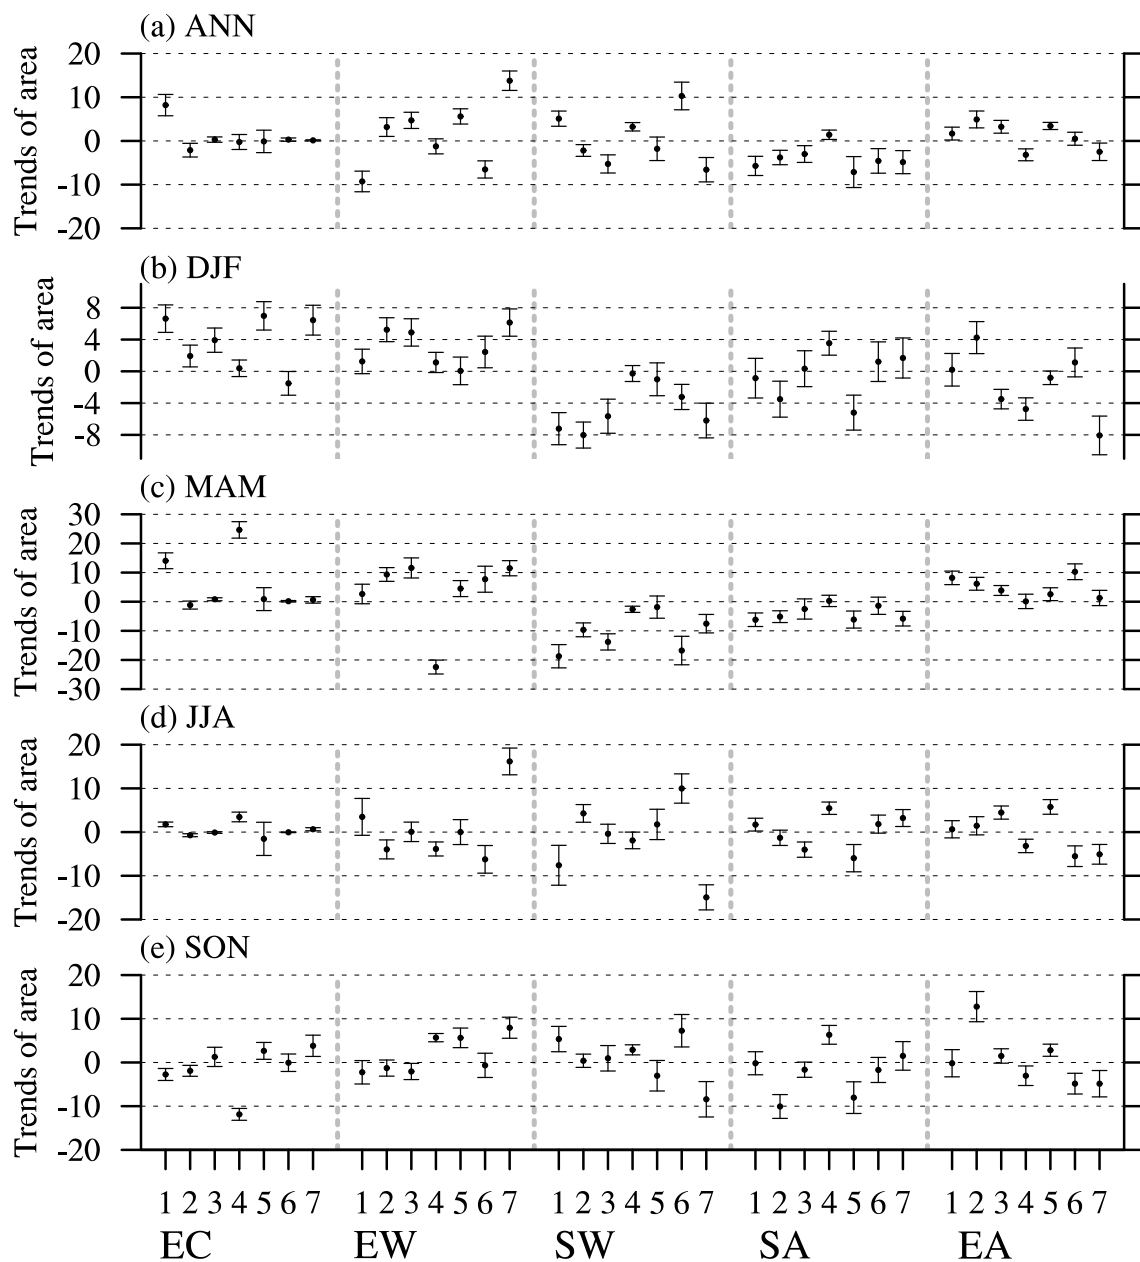 (a) ANN
Trends of area
20
10
0
-10
-20
(b) DJF
Trends of area
8
4
0
-4
-8
(c) MAM
Trends of area
30
20
10
0
-10
-20
-30
(d) JJA
Trends of area
20
10
0
-10
-20
(e) SON
Trends of area
20
10
0
-10
-20
1 2 3 4 5 6 7 1 2 3 4 5 6 7 1 2 3 4 5 6 7 1 2 3 4 5 6 7 1 2 3 4 5 6 7
EC EW SW SA EA